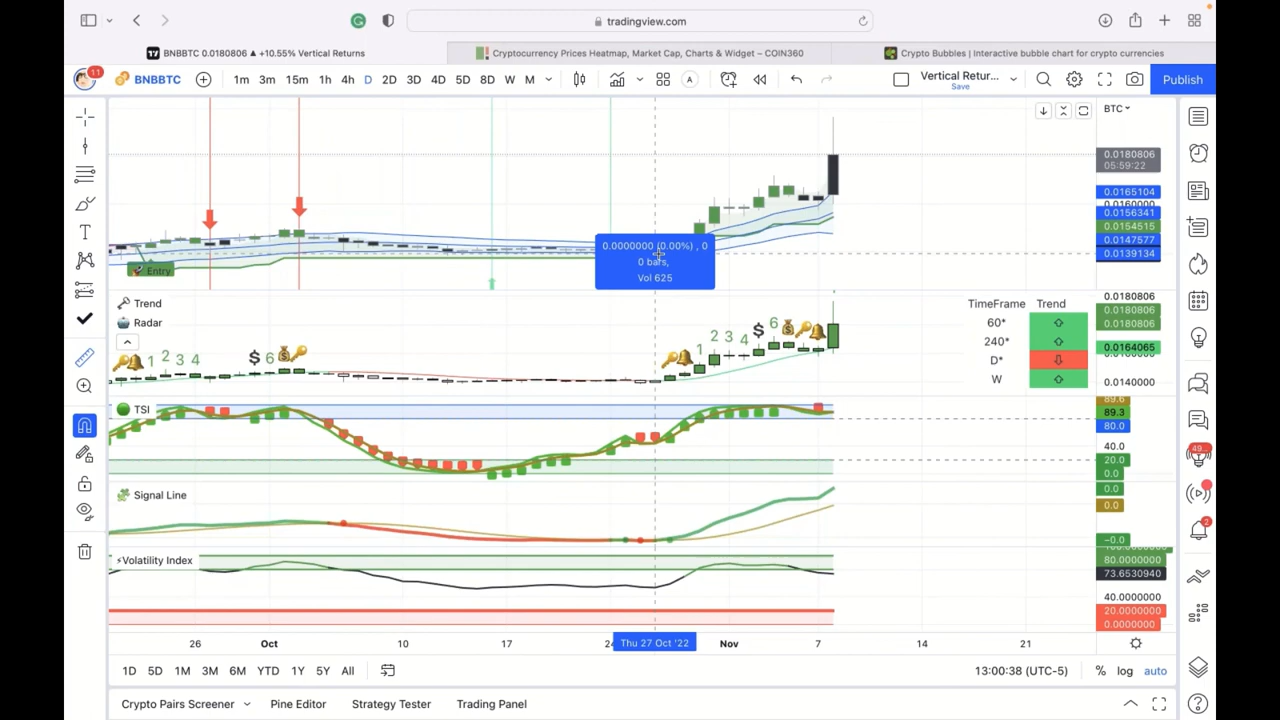 tradingview.com
BNBBTC 0.0180806 ▲ +10.55% Vertical Returns
Cryptocurrency Prices Heatmap, Market Cap, Charts & Widget – COIN360
Crypto Bubbles | Interactive bubble chart for crypto currencies
11
BNBBTC
1m 3m 15m 1h 4h D 2D 3D 4D 5D 8D W M
A
Vertical Retur...
Save
Publish
BTC
0.0180806
05:59:22
0.0165104
0.0160000
0.0156341
0.0154515
0.0147577
0.0139134
0.0000000 (0.00%) , 0
0 bars,
Vol 625
Entry
Trend
Radar
1 2 3 4 $ 6
1 2 3 4 $ 6
TimeFrame Trend
60*
240*
D*
W
0.0180806
0.0180806
0.0180806
0.0164065
0.0140000
TSI
89.6
89.3
80.0
40.0
20.0
0.0
Signal Line
0.0
0.0
−0.0
⚡Volatility Index
80.0000000
73.6530940
40.0000000
20.0000000
0.0000000
49
2
26 Oct 10 17 Thu 27 Oct '22 Nov 7 14 21
1D 5D 1M 3M 6M YTD 1Y 5Y All
13:00:38 (UTC-5) % log auto
Crypto Pairs Screener Pine Editor Strategy Tester Trading Panel